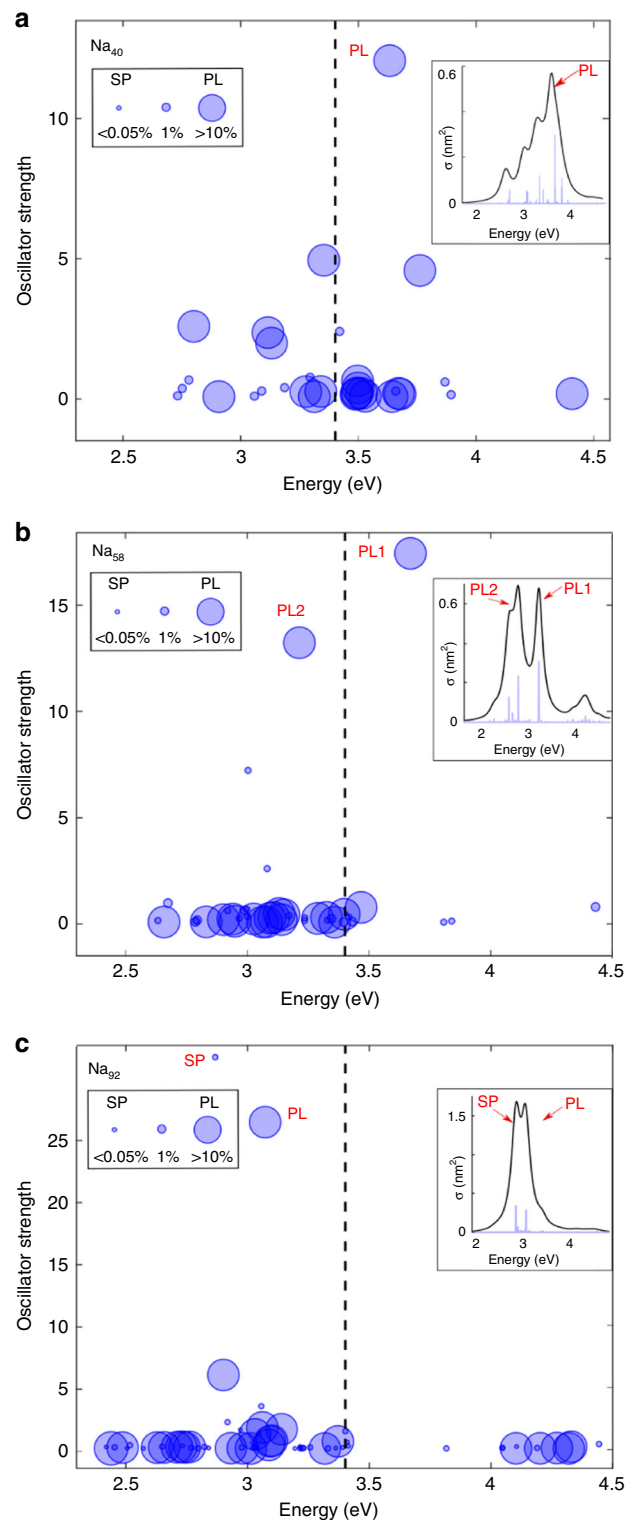 a
Na40
SP PL
<0.05% 1% >10%
PL
PL
0.6
σ (nm2)
0
2 3 4
Energy (eV)
Oscillator strength
10
5
0
2.5 3 3.5 4 4.5
Energy (eV)
b
Na58
SP PL
<0.05% 1% >10%
PL1
PL2
PL2 PL1
0.6
σ (nm2)
0
2 3 4
Energy (eV)
Oscillator strength
15
10
5
0
2.5 3 3.5 4 4.5
Energy (eV)
c
Na92
SP
PL
SP PL
<0.05% 1% >10%
SP PL
1.5
σ (nm2)
0
2 3 4
Energy (eV)
Oscillator strength
25
20
15
10
5
0
2.5 3 3.5 4 4.5
Energy (eV)